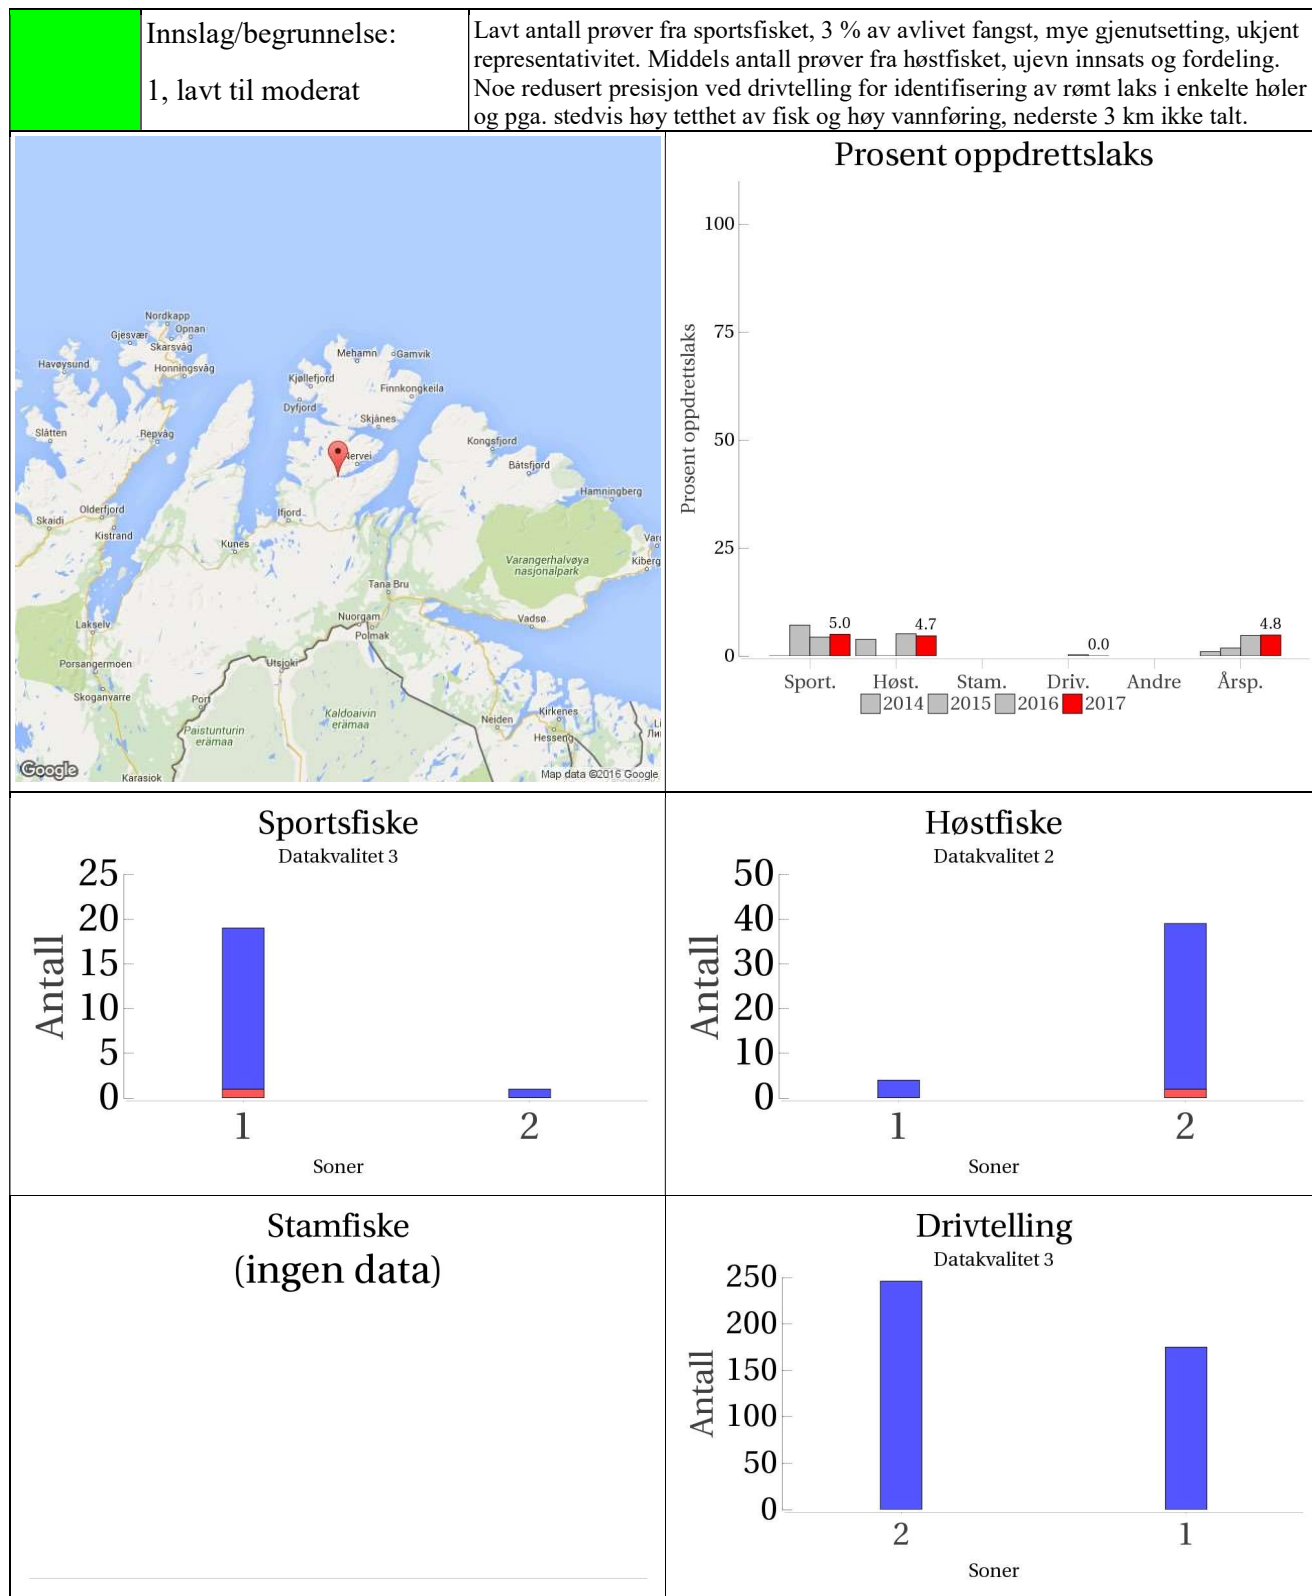 Innslag/begrunnelse:
1, lavt til moderat
Lavt antall prøver fra sportsfisket, 3 % av avlivet fangst, mye gjenutsetting, ukjent
representativitet. Middels antall prøver fra høstfisket, ujevn innsats og fordeling.
Noe redusert presisjon ved drivtelling for identifisering av rømt laks i enkelte høler
og pga. stedvis høy tetthet av fisk og høy vannføring, nederste 3 km ikke talt.
Nordkapp
Opnan
Gjesvær
Skarsvåg
Havøysund
Honningsvåg
Mehamn
Gamvik
Kjøllefjord
Finnkongkeila
Dyfjord
Skjånes
Slåtten
Repvåg
Nervei
Kongsfjord
Båtsfjord
Hamningberg
Olderfjord
Skaidi
Kistrand
Ifjord
Kunes
Varangerhalvøya
nasjonalpark
Kiberg
Tana Bru
Vadsø
Lakselv
Nuorgam
Polmak
Porsangermoen
Utsjoki
Skoganvarre
Port
Kaldoaivin
erämaa
Paistunturin
erämaa
Neiden
Kirkenes
Hesseng
Karasjok
Google
Map data ©2016 Google
Prosent oppdrettslaks
Prosent oppdrettslaks
100
75
50
25
0
5.0
4.7
0.0
4.8
Sport. Høst. Stam. Driv. Andre Årsp.
2014 2015 2016 2017
Sportsfiske
Datakvalitet 3
Antall
25
20
15
10
5
0
1 2
Soner
Høstfiske
Datakvalitet 2
Antall
50
40
30
20
10
0
1 2
Soner
Stamfiske
(ingen data)
Drivtelling
Datakvalitet 3
Antall
250
200
150
100
50
0
2 1
Soner